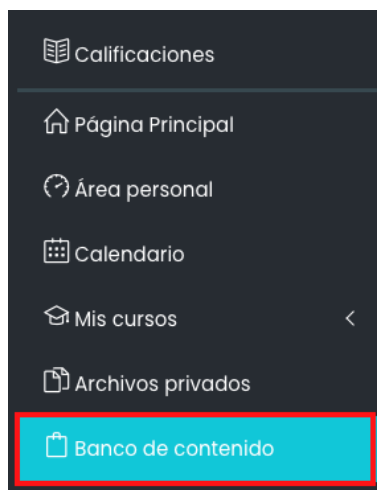 Calificaciones
Página Principal
Área personal
Calendario
Mis cursos
Archivos privados
Banco de contenido